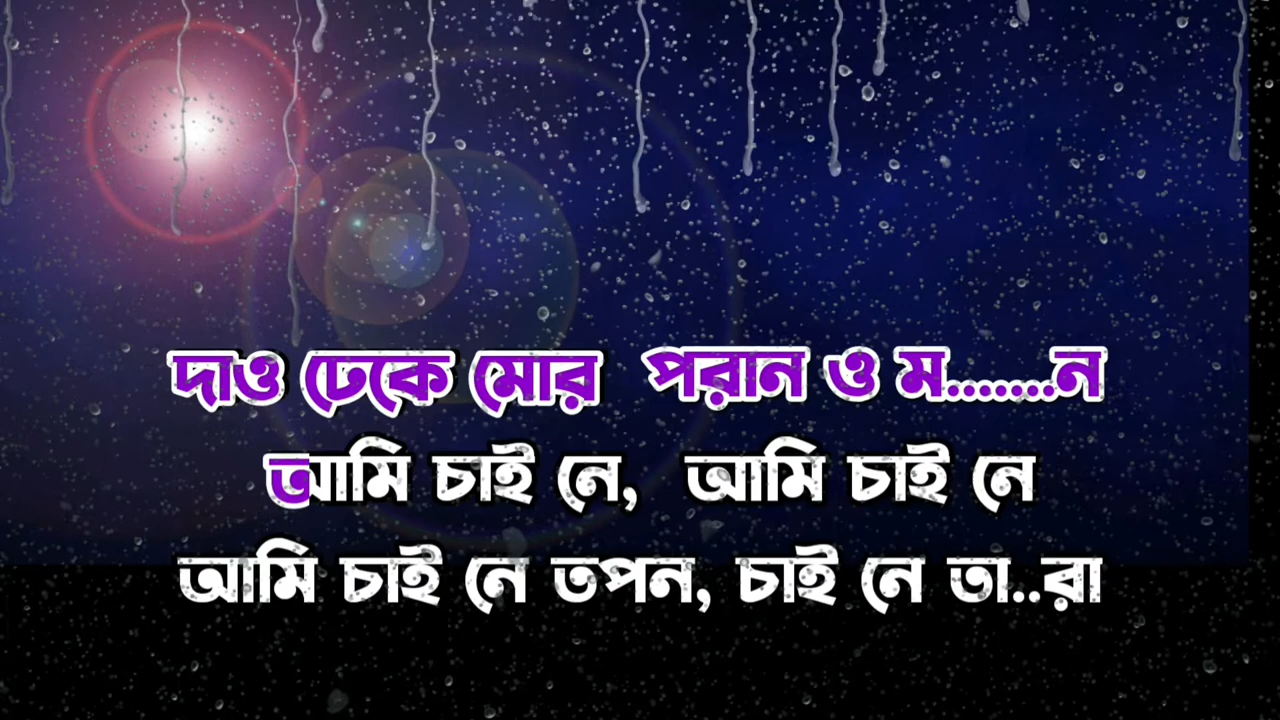 দাও ঢেকে মোর পরান ও ম.......ন
আমি চাই নে, আমি চাই নে
আমি চাই নে তপন, চাই নে তা..রা